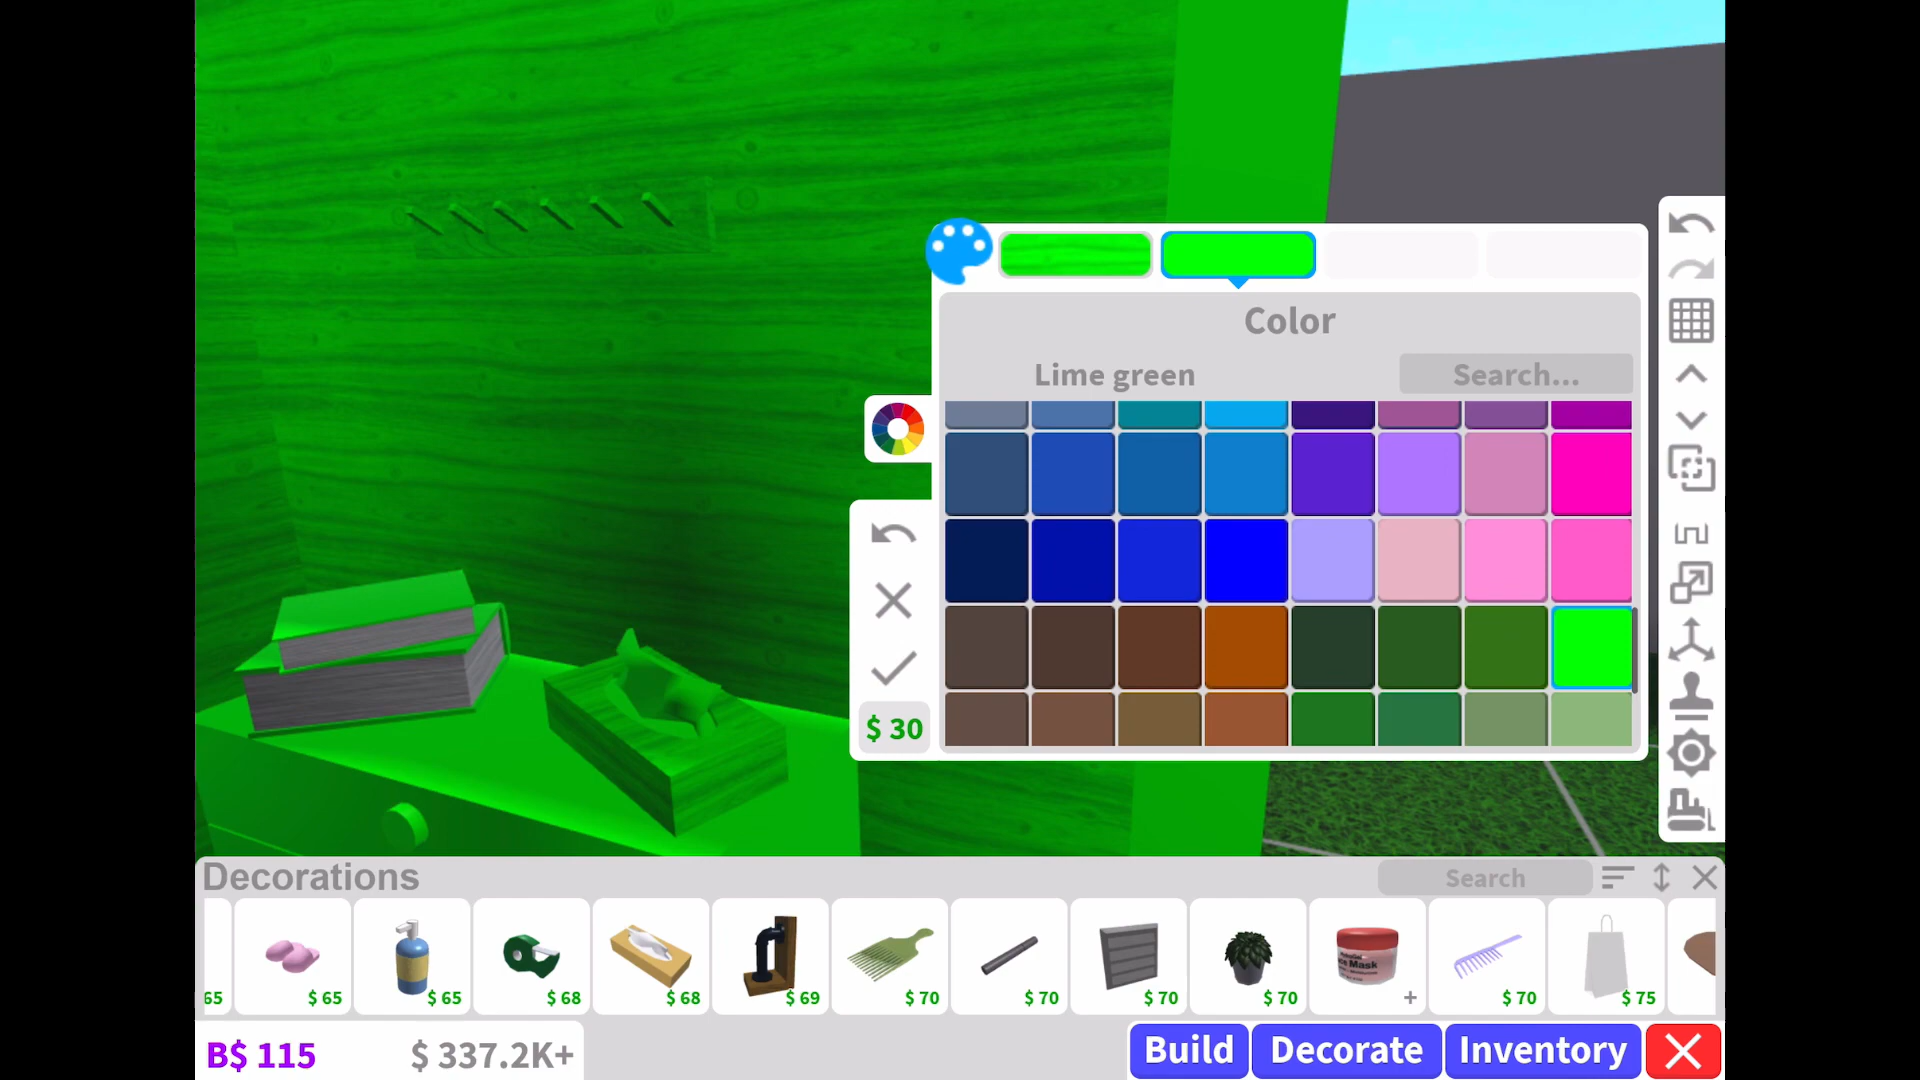 Color
Lime green
Search...
$ 30
Decorations
Search
65
$ 65
$ 65
$ 68
$ 68
$ 69
$ 70
$ 70
$ 70
$ 70
Mask
+
$ 70
$ 75
B$ 115
$ 337.2K+
Build
Decorate
Inventory